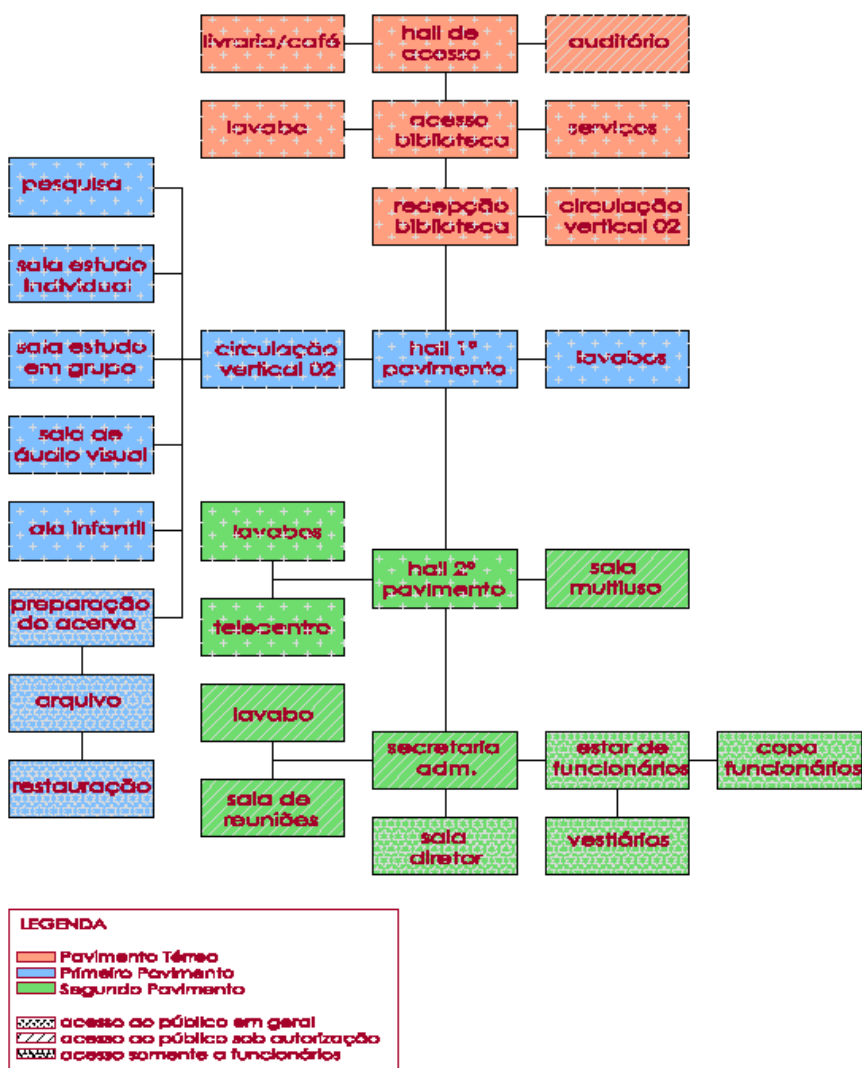 livraria/café
hall de
acesso
auditório
lavabo
acesso
biblioteca
serviços
pesquisa
recepção
biblioteca
circulação
vertical 02
sala estudo
individual
sala estudo
em grupo
circulação
vertical 02
hall 1º
pavimento
lavabos
sala de
áudio visual
ala infantil
lavabos
hall 2º
pavimento
sala
multiuso
preparação
do acervo
telecentro
arquivo
lavabo
secretaria
adm.
estar de
funcionários
copa
funcionários
restauração
sala de
reuniões
sala
diretor
vestiários
LEGENDA
Pavimento Térreo
Primeiro Pavimento
Segundo Pavimento
acesso ao público em geral
acesso ao público sob autorização
acesso somente a funcionários